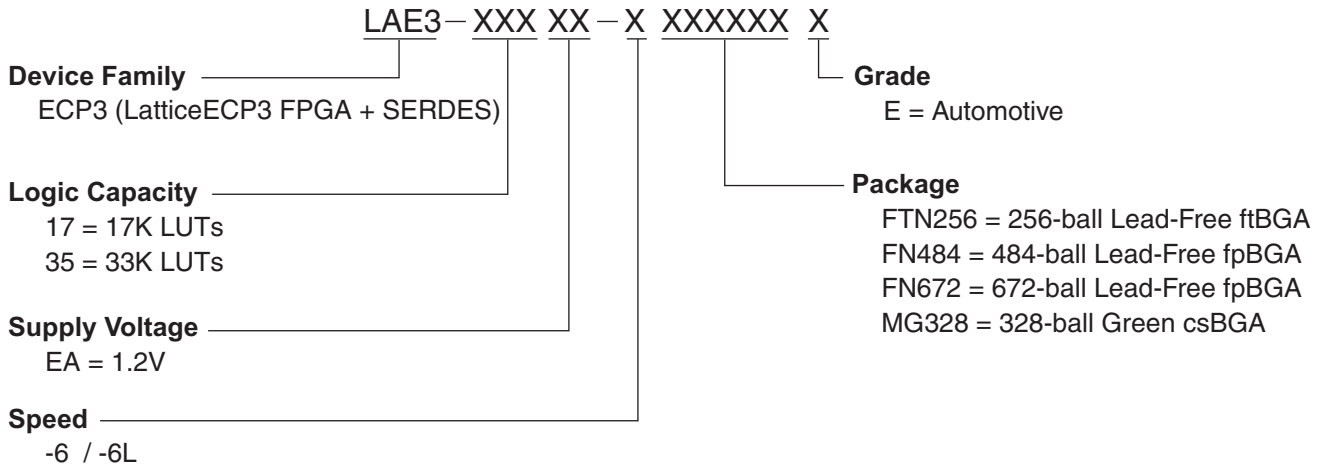 LAE3 – XXX XX – X XXXXXX X
Device Family
ECP3 (LatticeECP3 FPGA + SERDES)
Logic Capacity
17 = 17K LUTs
35 = 33K LUTs
Supply Voltage
EA = 1.2V
Speed
-6 / -6L
Grade
E = Automotive
Package
FTN256 = 256-ball Lead-Free ftBGA
FN484 = 484-ball Lead-Free fpBGA
FN672 = 672-ball Lead-Free fpBGA
MG328 = 328-ball Green csBGA